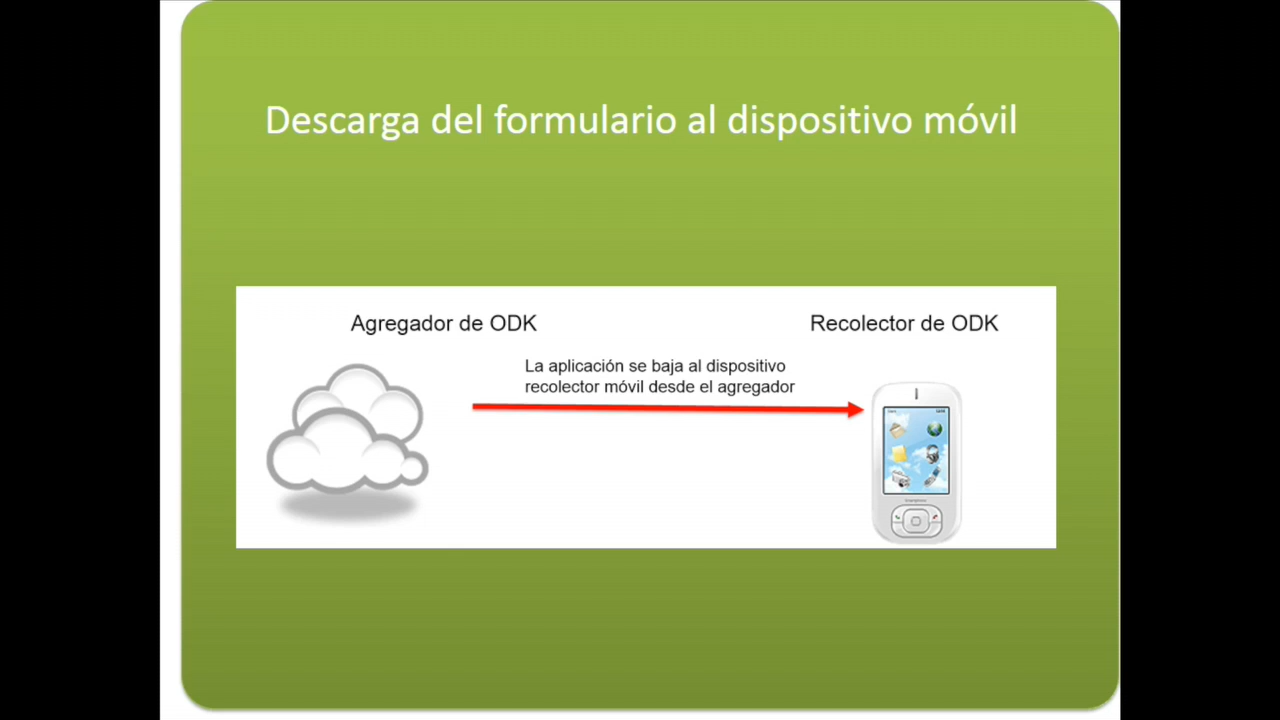 Descarga del formulario al dispositivo móvil
Agregador de ODK
Recolector de ODK
La aplicación se baja al dispositivo
recolector móvil desde el agregador